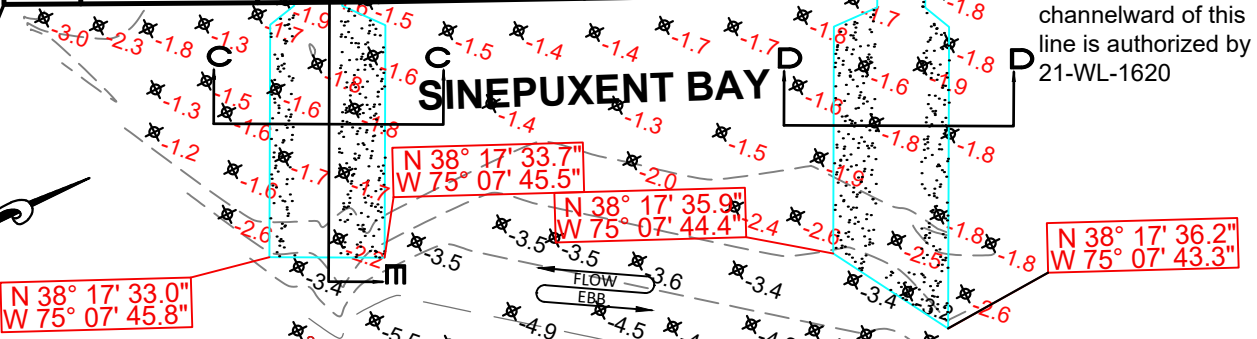 channelward of this
line is authorized by
21-WL-1620
-1.9
-1.5
-1.7
-1.8
-3.0
-2.3
-1.8
-1.3
-1.7
-1.5
-1.4
-1.4
-1.7
-1.7
-1.8
C
C
D
D
SINEPUXENT BAY
-1.8
-1.6
-1.6
-1.9
-1.8
-1.3
-1.5
-1.6
-1.6
-1.8
-1.4
-1.3
-1.5
-1.8
-1.8
-1.2
-1.6
-1.7
-1.7
-2.0
-1.9
N 38° 17' 33.7"
W 75° 07' 45.5"
N 38° 17' 35.9"
W 75° 07' 44.4"
-2.4
-2.6
-1.8
-1.8
-2.6
-2.2
-3.5
-3.5
-3.5
-3.6
-3.4
-2.5
N 38° 17' 36.2"
W 75° 07' 43.3"
-3.4
E
FLOW
EBB
-3.4
-3.2
-2.6
N 38° 17' 33.0"
W 75° 07' 45.8"
-4.9
-4.5